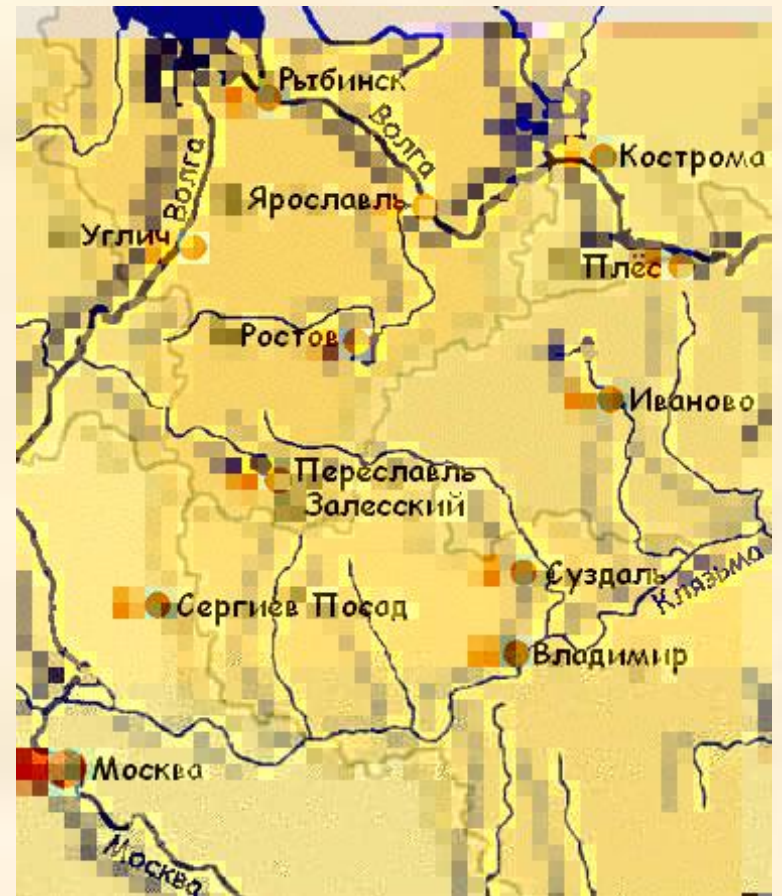 Рыбинск
Волга
Волга
Кострома
Ярославль
Углич
Плёс
Ростов
Иваново
Переславль
Залесский
Суздаль
Клязьма
Сергиев Посад
Владимир
Москва
Москва